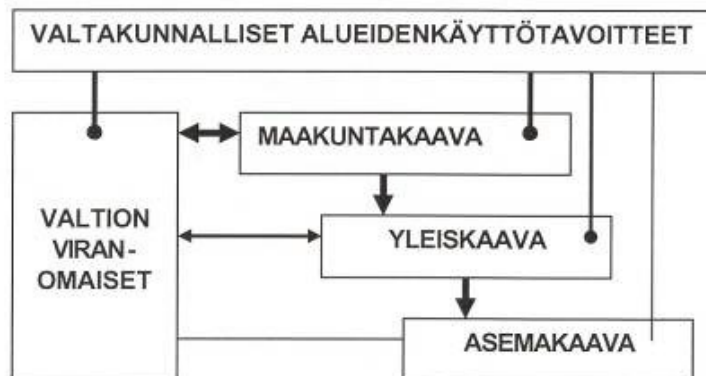 VALTAKUNNALLISET ALUEIDENKÄYTTÖTAVOITTEET
MAAKUNTAKAAVA
VALTION
VIRAN-
OMAISET
YLEISKAAVA
ASEMAKAAVA